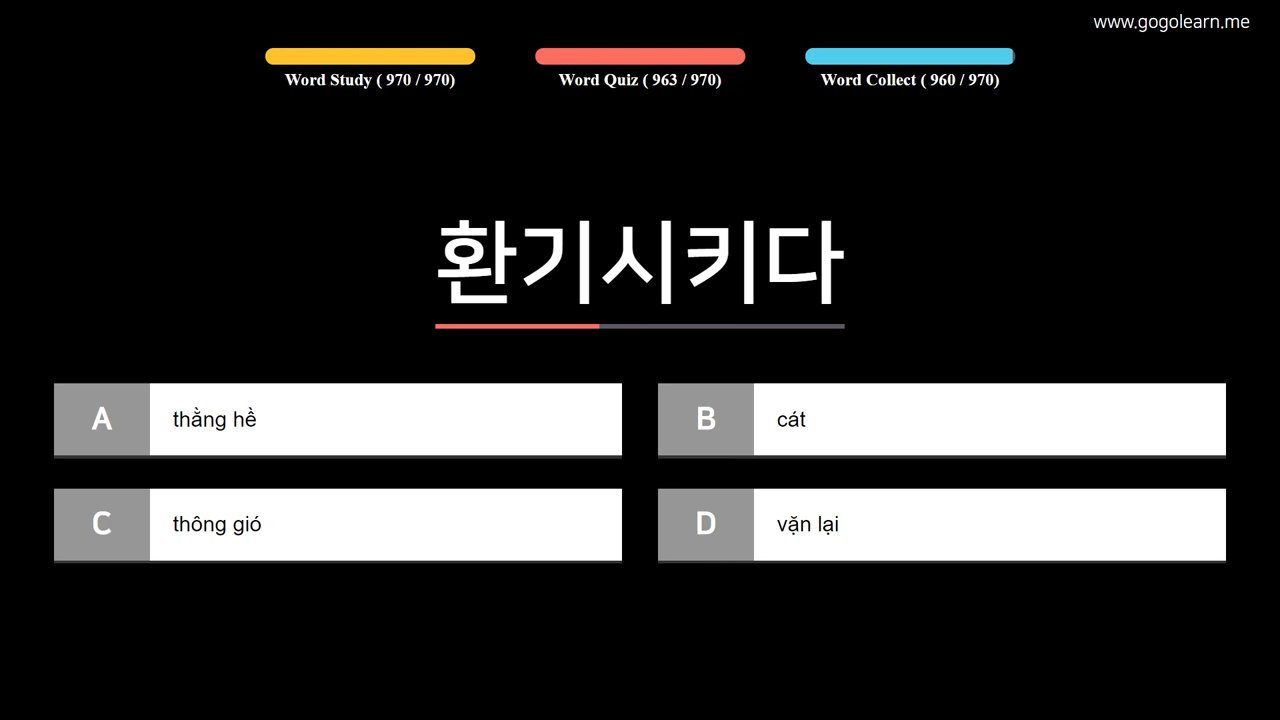 www.gogolearn.me
Word Study ( 970 / 970)
Word Quiz ( 963 / 970)
Word Collect ( 960 / 970)
환기시키다
A thằng hề
B cát
C thông gió
D vặn lại